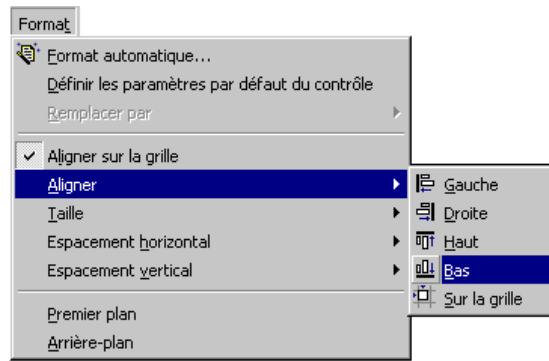 Format
Format automatique...
Définir les paramètres par défaut du contrôle
Remplacer par
Aligner sur la grille
Aligner
Taille
Espacement horizontal
Espacement vertical
Premier plan
Arrière-plan
Gauche
Droite
Haut
Bas
Sur la grille